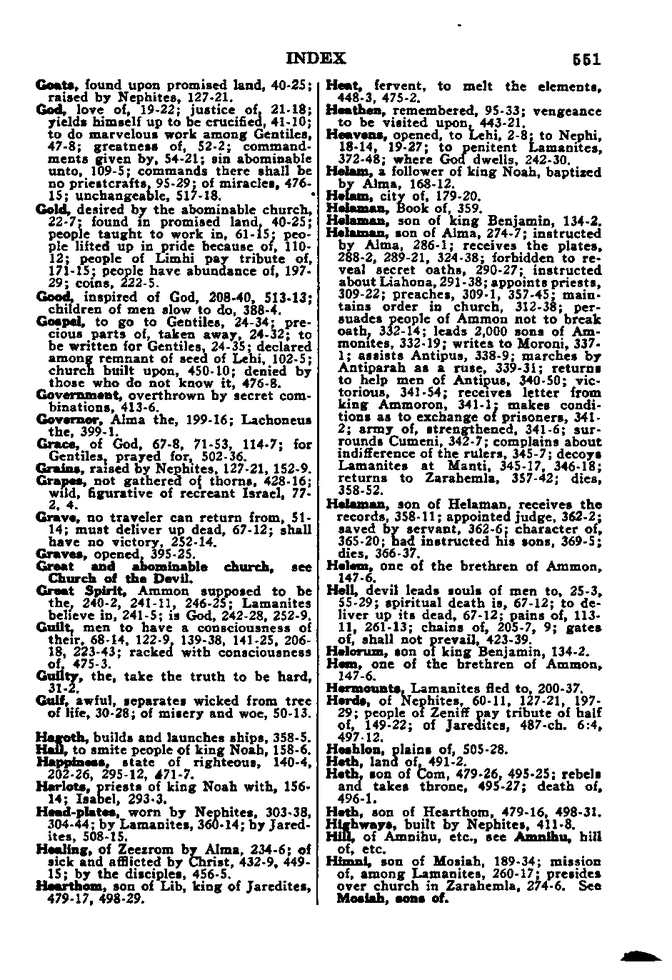 INDEX 551
Goats, found upon promised land, 40-25;
raised by Nephites, 127-21.
God, love of, 19-22; justice of, 21-18;
yields himself up to be crucified, 41-10;
to do marvelous work among Gentiles,
47-8; greatness of, 52-2; command-
ments given by, 54-21; sin abominable
unto, 109-5; commands there shall be
no priestcrafts, 95-29; of miracles, 476-
15; unchangeable, 517-18.
Gold, desired by the abominable church,
22-7; found in promised land, 40-25;
people taught to work in, 61-15; peo-
ple lifted up in pride because of, 110-
12; people of Limhi pay tribute of,
171-15; people have abundance of, 197-
29; coins, 222-5.
Good, inspired of God, 208-40, 513-13;
children of men slow to do, 388-4.
Gospel, to go to Gentiles, 24-34; pre-
cious parts of, taken away, 24-32; to
be written for Gentiles, 24-35; declared
among remnant of seed of Lehi, 102-5;
church built upon, 450-10; denied by
those who do not know it, 476-8.
Government, overthrown by secret com-
binations, 413-6.
Governor, Alma the, 199-16; Lachoneus
the, 399-1.
Grace, of God, 67-8, 71-53, 114-7; for
Gentiles, prayed for, 502-36.
Grains, raised by Nephites, 127-21, 152-9.
Grapes, not gathered of thorns, 428-16;
wild, figurative of recreant Israel, 77-
2, 4.
Grave, no traveler can return from, 51-
14; must deliver up dead, 67-12; shall
have no victory, 252-14.
Graves, opened, 395-25.
Great and abominable church, see
Church of the Devil.
Great Spirit, Ammon supposed to be
the, 240-2, 241-11, 246-25; Lamanites
believe in, 241-5; is God, 242-28, 252-9.
Guilt, men to have a consciousness of
their, 68-14, 122-9, 139-38, 141-25, 206-
18, 223-43; racked with consciousness
of, 475-3.
Guilty, the, take the truth to be hard,
31-2.
Gulf, awful, separates wicked from tree
of life, 30-28; of misery and woe, 50-13.
Hagoth, builds and launches ships, 358-5.
Hail, to smite people of king Noah, 158-6.
Happiness, state of righteous, 140-4,
202-26, 295-12, 471-7.
Harlots, priests of king Noah with, 156-
14; Isabel, 293-3.
Head-plates, worn by Nephites, 303-38,
304-44; by Lamanites, 360-14; by Jared-
ites, 508-15.
Healing, of Zeezrom by Alma, 234-6; of
sick and afflicted by Christ, 432-9, 449-
15; by the disciples, 456-5.
Hearthom, son of Lib, king of Jaredites,
479-17, 498-29.
Heat, fervent, to melt the elements,
448-3, 475-2.
Heathen, remembered, 95-33; vengeance
to be visited upon, 443-21.
Heavens, opened, to Lehi, 2-8; to Nephi,
18-14, 19-27; to penitent Lamanites,
372-48; where God dwells, 242-30.
Helam, a follower of king Noah, baptized
by Alma, 168-12.
Helam, city of, 179-20.
Helaman, Book of, 359.
Helaman, son of king Benjamin, 134-2.
Helaman, son of Alma, 274-7; instructed
by Alma, 286-1; receives the plates,
288-2, 289-21, 324-38; forbidden to re-
veal secret oaths, 290-27; instructed
about Liahona, 291-38; appoints priests,
309-22; preaches, 309-1, 357-45; main-
tains order in church, 312-38; per-
suades people of Ammon not to break
oath, 332-14; leads 2,000 sons of Am-
monites, 332-19; writes to Moroni, 337-
1; assists Antipus, 338-9; marches by
Antiparah as a ruse, 339-31; returns
to help men of Antipus, 340-50; vic-
torious, 341-54; receives letter from
king Ammoron, 341-1; makes condi-
tions as to exchange of prisoners, 341-
2; army of, strengthened, 341-6; sur-
rounds Cumeni, 342-7; complains about
indifference of the rulers, 345-7; decoys
Lamanites at Manti, 345-17, 346-18;
returns to Zarahemla, 357-42; dies,
358-52.
Helaman, son of Helaman, receives the
records, 358-11; appointed judge, 362-2;
saved by servant, 362-6; character of,
365-20; had instructed his sons, 369-5;
dies, 366-37.
Helem, one of the brethren of Ammon,
147-6.
Hell, devil leads souls of men to, 25-3,
55-29; spiritual death is, 67-12; to de-
liver up its dead, 67-12; pains of, 113-
11, 261-13; chains of, 205-7, 9; gates
of, shall not prevail, 423-39.
Helorum, son of king Benjamin, 134-2.
Hem, one of the brethren of Ammon,
147-6.
Hermounts, Lamanites fled to, 200-37.
Herds, of Nephites, 60-11, 127-21, 197-
29; people of Zeniff pay tribute of half
of, 149-22; of Jaredites, 487-ch. 6:4,
497-12.
Heshlon, plains of, 505-28.
Heth, land of, 491-2.
Heth, son of Com, 479-26, 495-25; rebels
and takes throne, 495-27; death of,
496-1.
Heth, son of Hearthom, 479-16, 498-31.
Highways, built by Nephites, 411-8.
Hill, of Amnihu, etc., see Amnihu, hill
of, etc.
Himni, son of Mosiah, 189-34; mission
of, among Lamanites, 260-17; presides
over church in Zarahemla, 274-6. See
Mosiah, sons of.